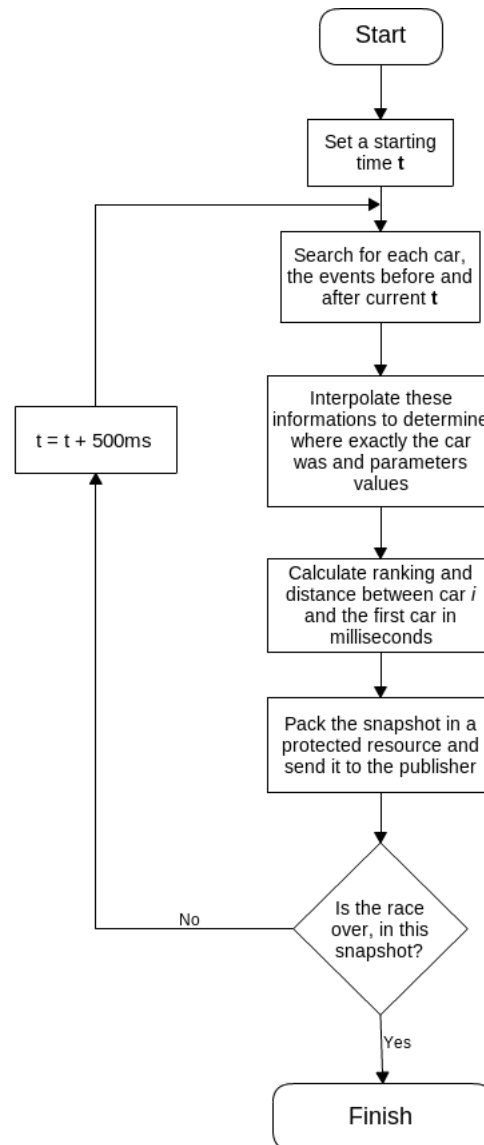 Start
Set a starting
time t
Search for each car,
the events before and
after current t
Interpolate these
informations to determine
where exactly the car
was and parameters
values
t = t + 500ms
Calculate ranking and
distance between car i
and the first car in
milliseconds
Pack the snapshot in a
protected resource and
send it to the publisher
Is the race
over, in this
snapshot?
No
Yes
Finish